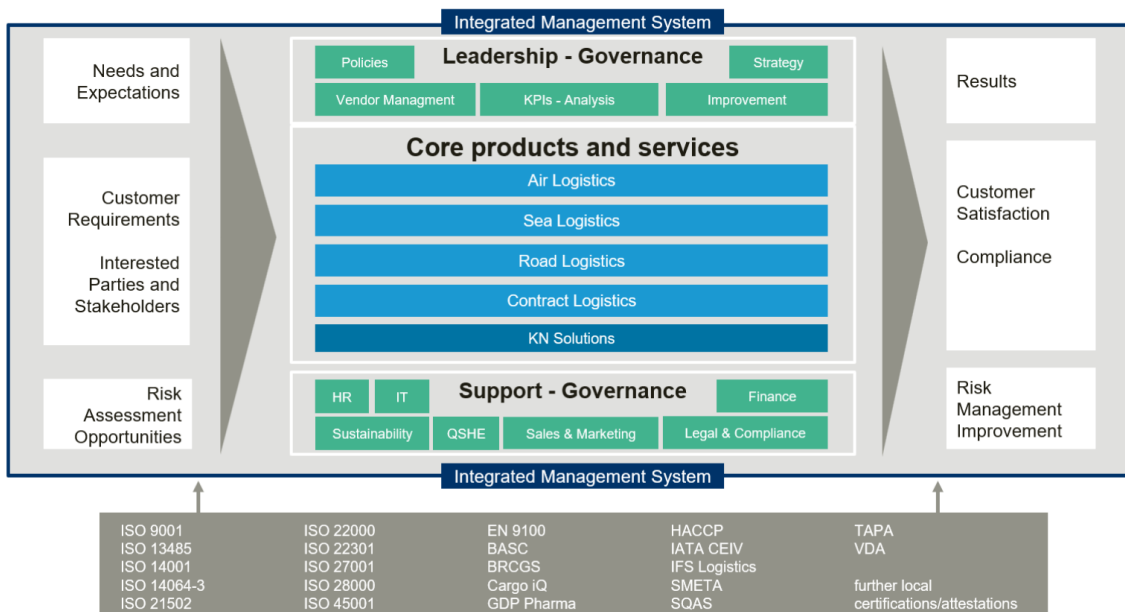 Integrated Management System
Needs and
Expectations
Customer
Requirements
Interested
Parties and
Stakeholders
Risk
Assessment
Opportunities
Leadership - Governance
Policies
Strategy
Vendor Managment
KPIs - Analysis
Improvement
Core products and services
Air Logistics
Sea Logistics
Road Logistics
Contract Logistics
KN Solutions
Support - Governance
HR
IT
Finance
Sustainability
QSHE
Sales & Marketing
Legal & Compliance
Results
Customer
Satisfaction
Compliance
Risk
Management
Improvement
Integrated Management System
ISO 9001
ISO 13485
ISO 14001
ISO 14064-3
ISO 21502
ISO 22000
ISO 22301
ISO 27001
ISO 28000
ISO 45001
EN 9100
BASC
BRCGS
Cargo iQ
GDP Pharma
HACCP
IATA CEIV
IFS Logistics
SMETA
SQAS
TAPA
VDA
further local
certifications/attestations